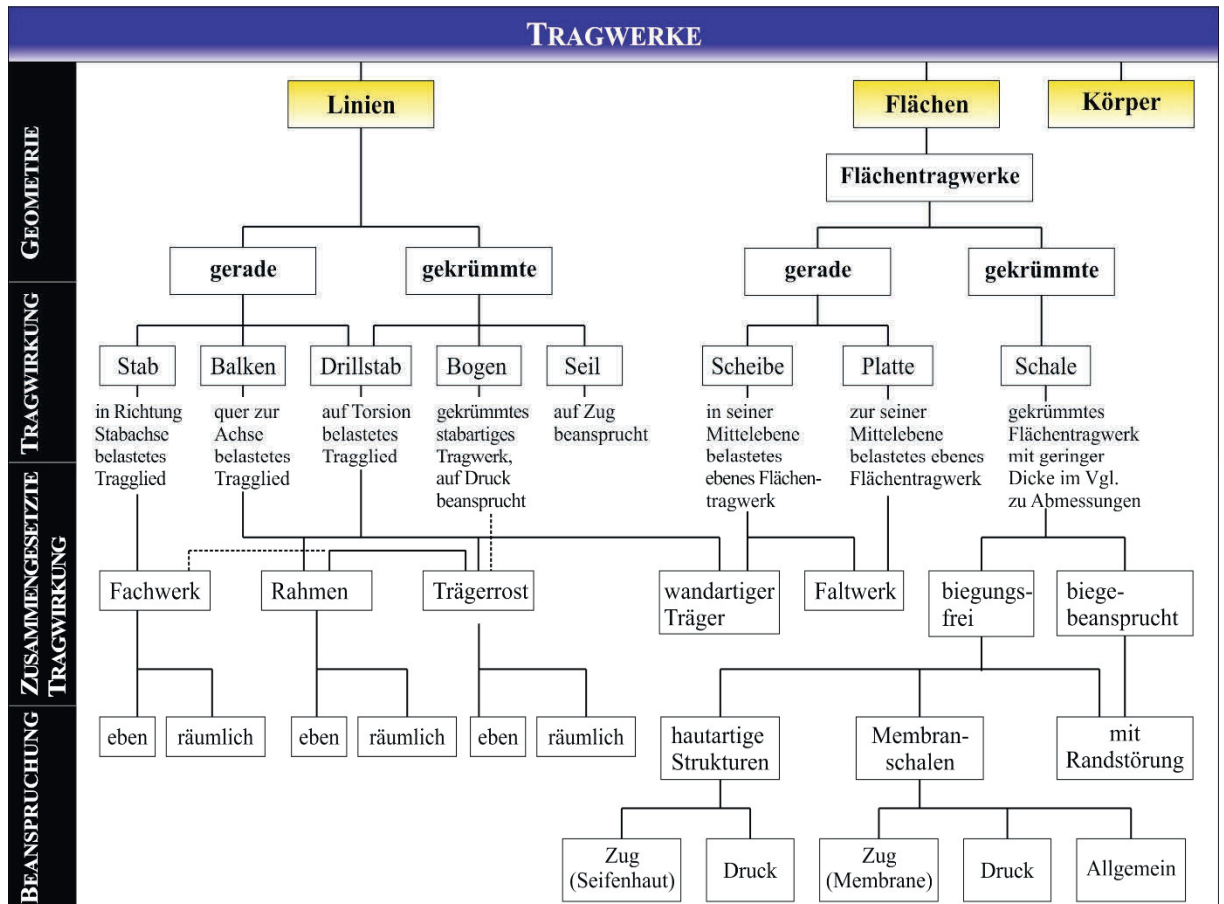 TRAGWERKE
GEOMETRIE
Linien
Flächen
Körper
Flächentragwerke
gerade
gekrümmte
gerade
gekrümmte
TRAGWIRKUNG
Stab
Balken
Drillstab
Bogen
Seil
Scheibe
Platte
Schale
in Richtung
Stabachse
belastetes
Tragglied
quer zur
Achse
belastetes
Tragglied
auf Torsion
belastetes
Tragglied
gekrümmtes
stabartiges
Tragwerk,
auf Druck
beansprucht
auf Zug
beansprucht
in seiner
Mittelebene
belastetes
ebenes Flächen-
tragwerk
zur seiner
Mittelebene
belastetes ebenes
Flächentragwerk
gekrümmtes
Flächentragwerk
mit geringer
Dicke im Vgl.
zu Abmessungen
ZUSAMMENGESETZTE
TRAGWIRKUNG
Fachwerk
Rahmen
Trägerrost
wandartiger
Träger
Faltwerk
biegungs-
frei
biege-
beansprucht
BEANSPRUCHUNG
eben
räumlich
eben
räumlich
eben
räumlich
hautartige
Strukturen
Membran-
schalen
mit
Randstörung
Zug
(Seifenhaut)
Druck
Zug
(Membrane)
Druck
Allgemein